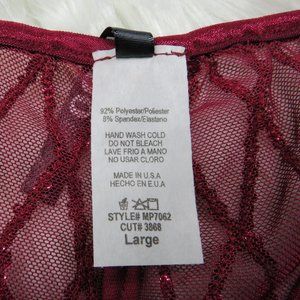 92% Polyester/Poliester
8% Spandex/Elastano
HAND WASH COLD
DO NOT BLEACH
LAVE FRIO A MANO
NO USAR CLORO
MADE IN U.S.A
HECHO EN E.U.A
STYLE# MP7062
CUT# 3868
Large